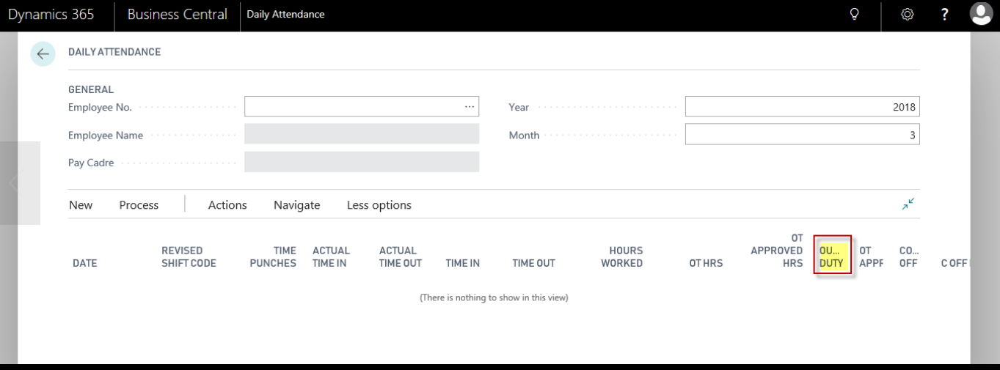 Dynamics 365 Business Central Daily Attendance ?
DAILY ATTENDANCE
GENERAL
Employee No. ... Year 2018
Employee Name Month 3
Pay Cadre
New Process Actions Navigate Less options
DATE REVISED SHIFT CODE TIME PUNCHES ACTUAL TIME IN ACTUAL TIME OUT TIME IN TIME OUT HOURS WORKED OT HRS OT APPROVED HRS OU... DUTY OT APPR CO... OFF C OFF
(There is nothing to show in this view)